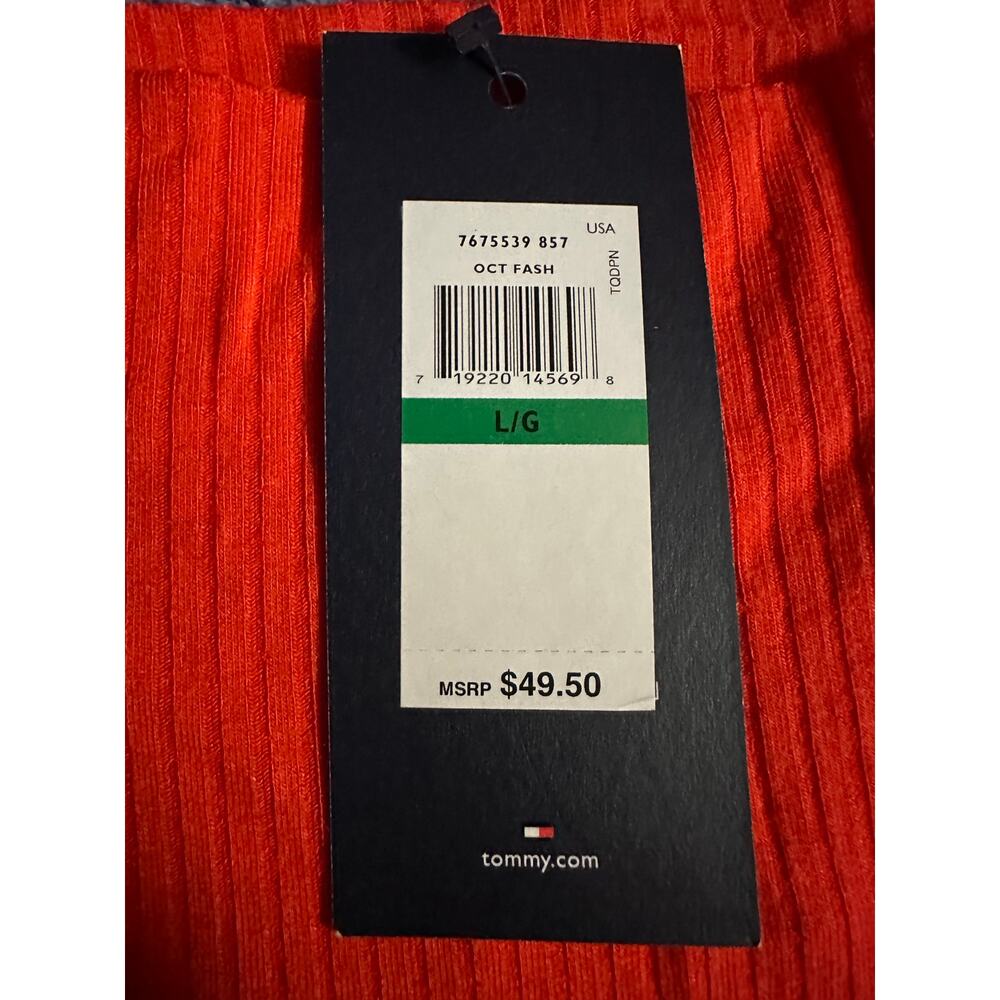 USA
7675539 857
TQDPN
OCT FASH
7 19220 14569 8
L/G
MSRP $49.50
tommy.com